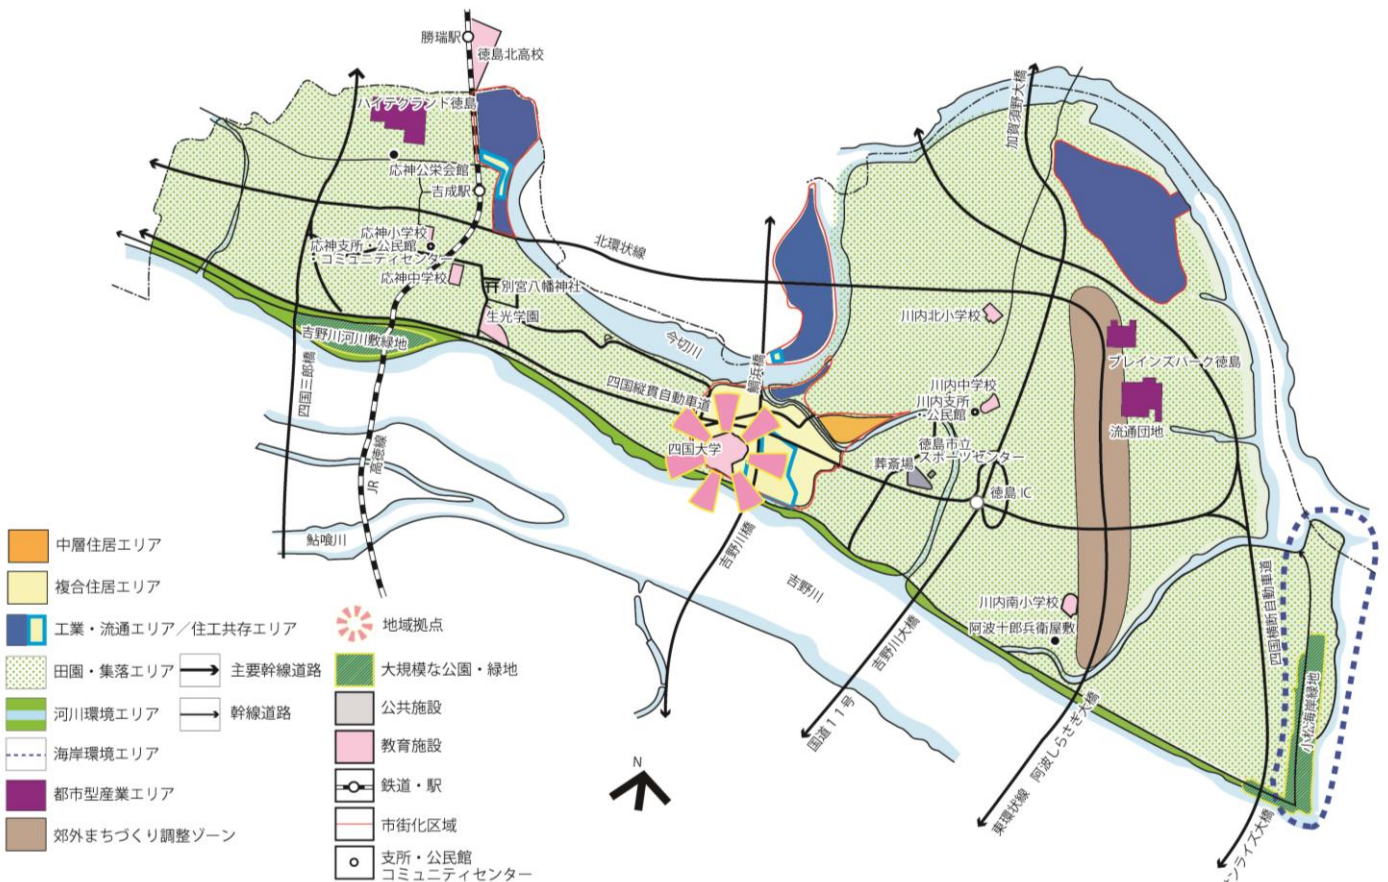 勝瑞駅
徳島北高校
ハイテクランド徳島
応神公栄会館
吉成駅
応神小学校
応神支所・公民館
コミュニティセンター
応神中学校
別宮八幡神社
生光学園
吉野川河川敷緑地
四国三郎橋
JR 高徳線
鮎喰川
北環状線
今切川
四国縦貫自動車道
鯛浜橋
四国大学
吉野川橋
吉野川
加賀須野大橋
川内北小学校
ブレインズパーク徳島
川内中学校
川内支所
・公民館
流通団地
徳島市立
スポーツセンター
葬斎場
徳島 IC
川内南小学校
阿波十郎兵衛屋敷
吉野川大橋
国道11号
東環状線 阿波しらさぎ大橋
四国横断自動車道
小松海岸緑地
ンライズ大橋
N
中層住居エリア
複合住居エリア
工業・流通エリア/住工共存エリア
田園・集落エリア
主要幹線道路
河川環境エリア
幹線道路
海岸環境エリア
都市型産業エリア
郊外まちづくり調整ゾーン
地域拠点
大規模な公園・緑地
公共施設
教育施設
鉄道・駅
市街化区域
支所・公民館
コミュニティセンター